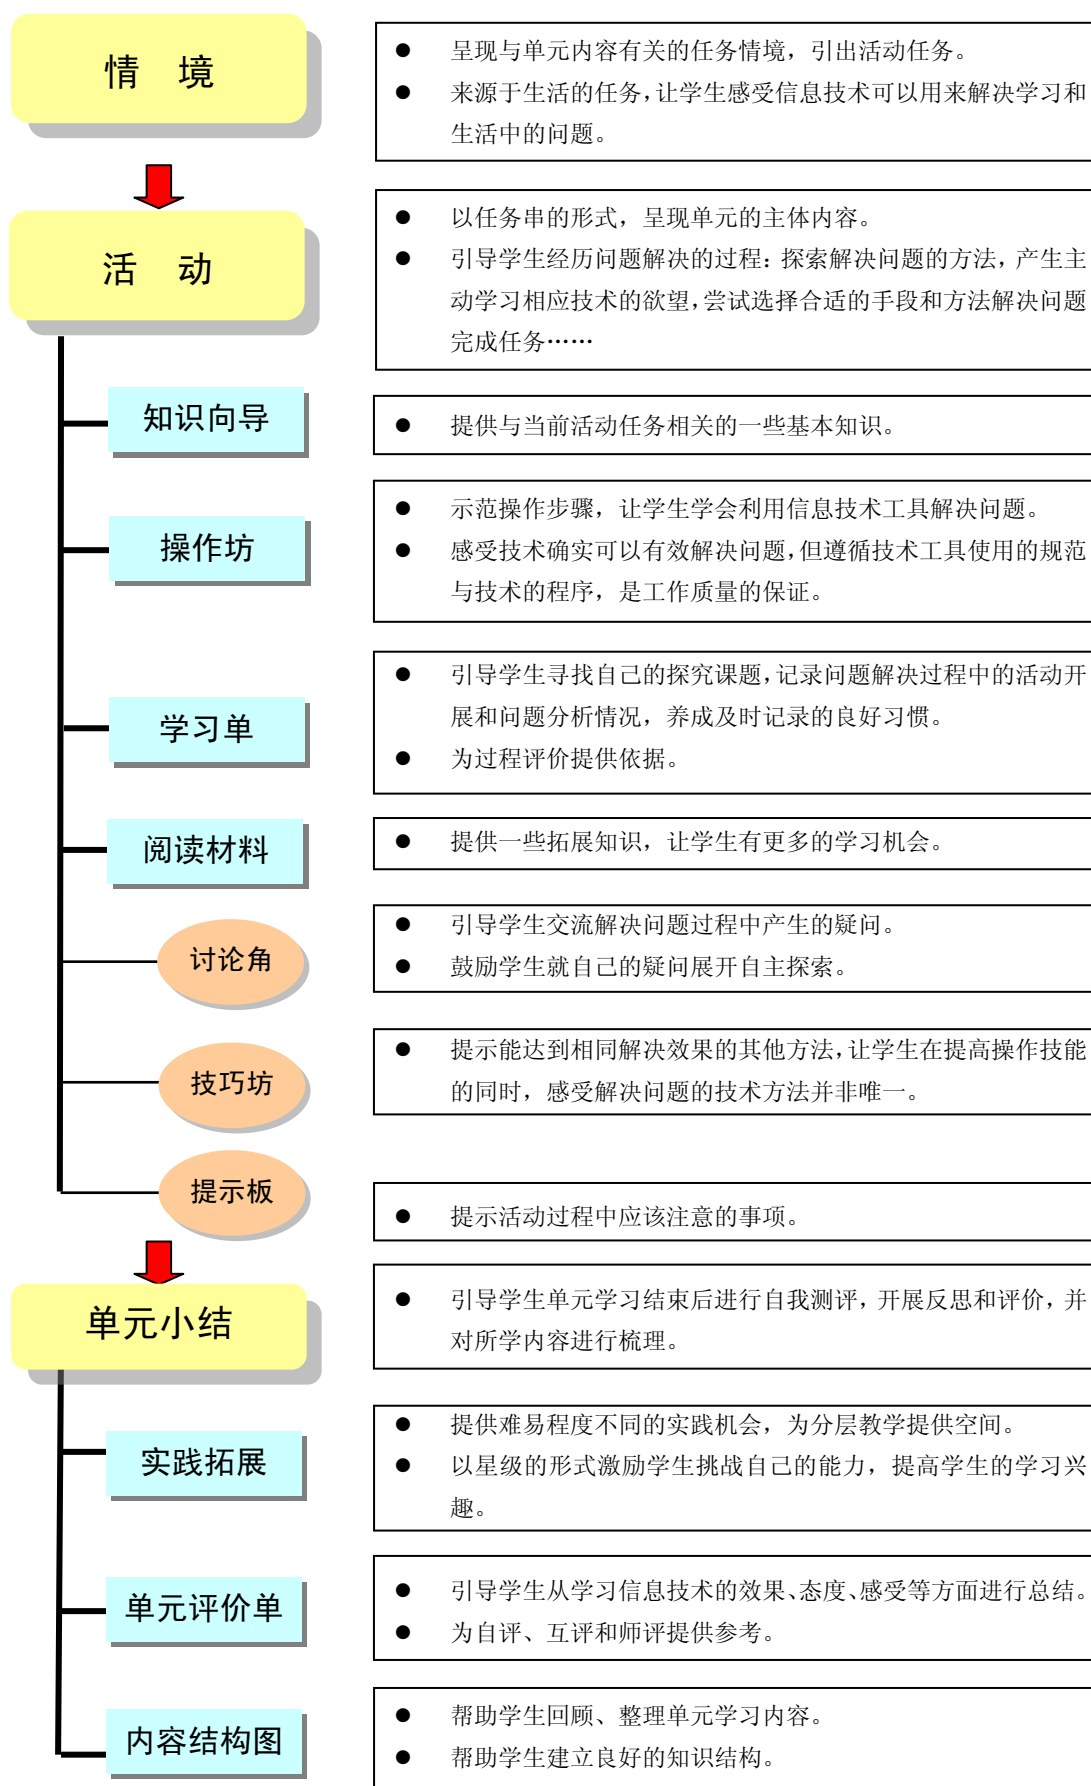 情　境
● 呈现与单元内容有关的任务情境，引出活动任务。
● 来源于生活的任务，让学生感受信息技术可以用来解决学习和
生活中的问题。
活　动
● 以任务串的形式，呈现单元的主体内容。
● 引导学生经历问题解决的过程：探索解决问题的方法，产生主
动学习相应技术的欲望，尝试选择合适的手段和方法解决问题
完成任务……
知识向导
● 提供与当前活动任务相关的一些基本知识。
操作坊
● 示范操作步骤，让学生学会利用信息技术工具解决问题。
● 感受技术确实可以有效解决问题，但遵循技术工具使用的规范
与技术的程序，是工作质量的保证。
学习单
● 引导学生寻找自己的探究课题，记录问题解决过程中的活动开
展和问题分析情况，养成及时记录的良好习惯。
● 为过程评价提供依据。
阅读材料
● 提供一些拓展知识，让学生有更多的学习机会。
讨论角
● 引导学生交流解决问题过程中产生的疑问。
● 鼓励学生就自己的疑问展开自主探索。
技巧坊
● 提示能达到相同解决效果的其他方法，让学生在提高操作技能
的同时，感受解决问题的技术方法并非唯一。
提示板
● 提示活动过程中应该注意的事项。
单元小结
● 引导学生单元学习结束后进行自我测评，开展反思和评价，并
对所学内容进行梳理。
实践拓展
● 提供难易程度不同的实践机会，为分层教学提供空间。
● 以星级的形式激励学生挑战自己的能力，提高学生的学习兴
趣。
单元评价单
● 引导学生从学习信息技术的效果、态度、感受等方面进行总结。
● 为自评、互评和师评提供参考。
内容结构图
● 帮助学生回顾、整理单元学习内容。
● 帮助学生建立良好的知识结构。